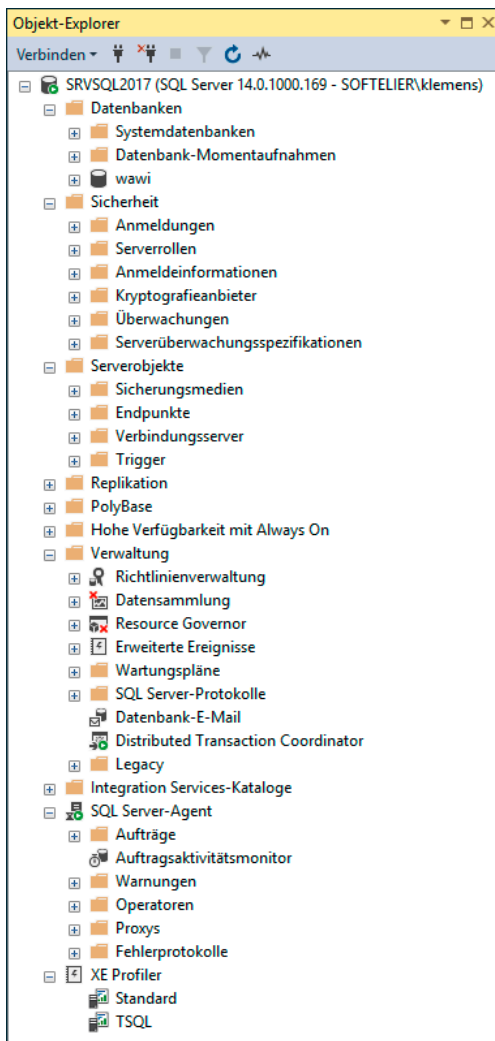 Objekt-Explorer
Verbinden
SRVSQL2017 (SQL Server 14.0.1000.169 - SOFTELIER\klemens)
Datenbanken
Systemdatenbanken
Datenbank-Momentaufnahmen
wawi
Sicherheit
Anmeldungen
Serverrollen
Anmeldeinformationen
Kryptografieanbieter
Überwachungen
Serverüberwachungsspezifikationen
Serverobjekte
Sicherungsmedien
Endpunkte
Verbindungsserver
Trigger
Replikation
PolyBase
Hohe Verfügbarkeit mit Always On
Verwaltung
Richtlinienverwaltung
Datensammlung
Resource Governor
Erweiterte Ereignisse
Wartungspläne
SQL Server-Protokolle
Datenbank-E-Mail
Distributed Transaction Coordinator
Legacy
Integration Services-Kataloge
SQL Server-Agent
Aufträge
Auftragsaktivitätsmonitor
Warnungen
Operatoren
Proxys
Fehlerprotokolle
XE Profiler
Standard
TSQL